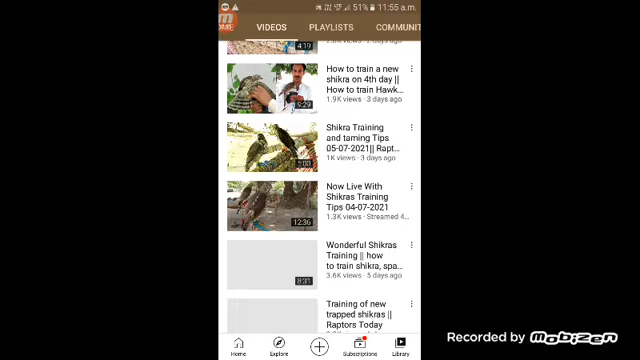 51% 11:55 a.m.
VIDEOS PLAYLISTS COMMUNIT
4:19
How to train a new
shikra on 4th day ||
How to train Hawk...
1.9K views · 3 days ago
9:29
Shikra Training
and taming Tips
05-07-2021|| Rapt...
1K views · 3 days ago
Now Live With
Shikras Training
Tips 04-07-2021
1.3K views · Streamed 4...
12:36
Wonderful Shikras
Training || how
to train shikra, spa...
3.6K views · 5 days ago
8:31
Training of new
trapped shikras ||
Raptors Today
Home Explore Subscriptions Library
Recorded by Mobizen